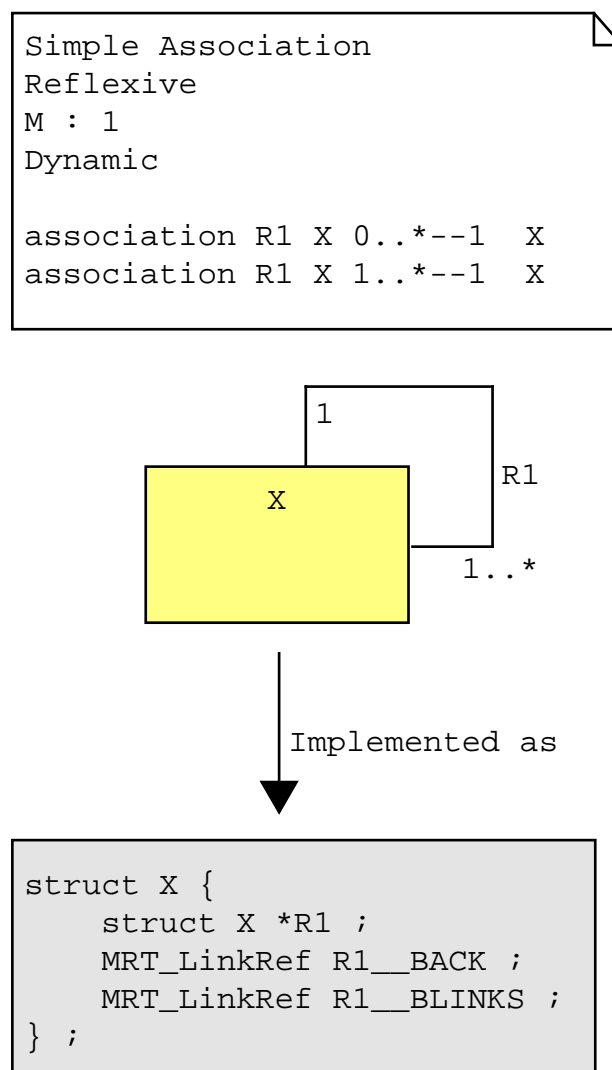 Simple Association
Reflexive
M : 1
Dynamic
association R1 X 0..*--1  X
association R1 X 1..*--1  X
1
X
R1
1..*
Implemented as
struct X {
    struct X *R1 ;
    MRT_LinkRef R1__BACK ;
    MRT_LinkRef R1__BLINKS ;
} ;